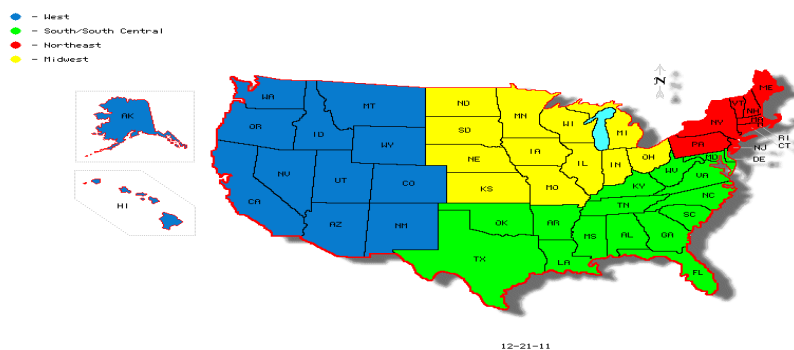 - West
- South/South Central
- Northeast
- Midwest
N
WA
MT
ND
MN
ME
VT
NH
AK
OR
ID
SD
WI
MI
NY
MA
RI
CT
WY
NE
IA
PA
NJ
DE
NV
UT
CO
IL
IN
OH
MD
WV
VA
KS
MO
KY
CA
HI
AZ
NM
OK
AR
TN
NC
SC
MS
AL
GA
TX
LA
FL
12-21-11